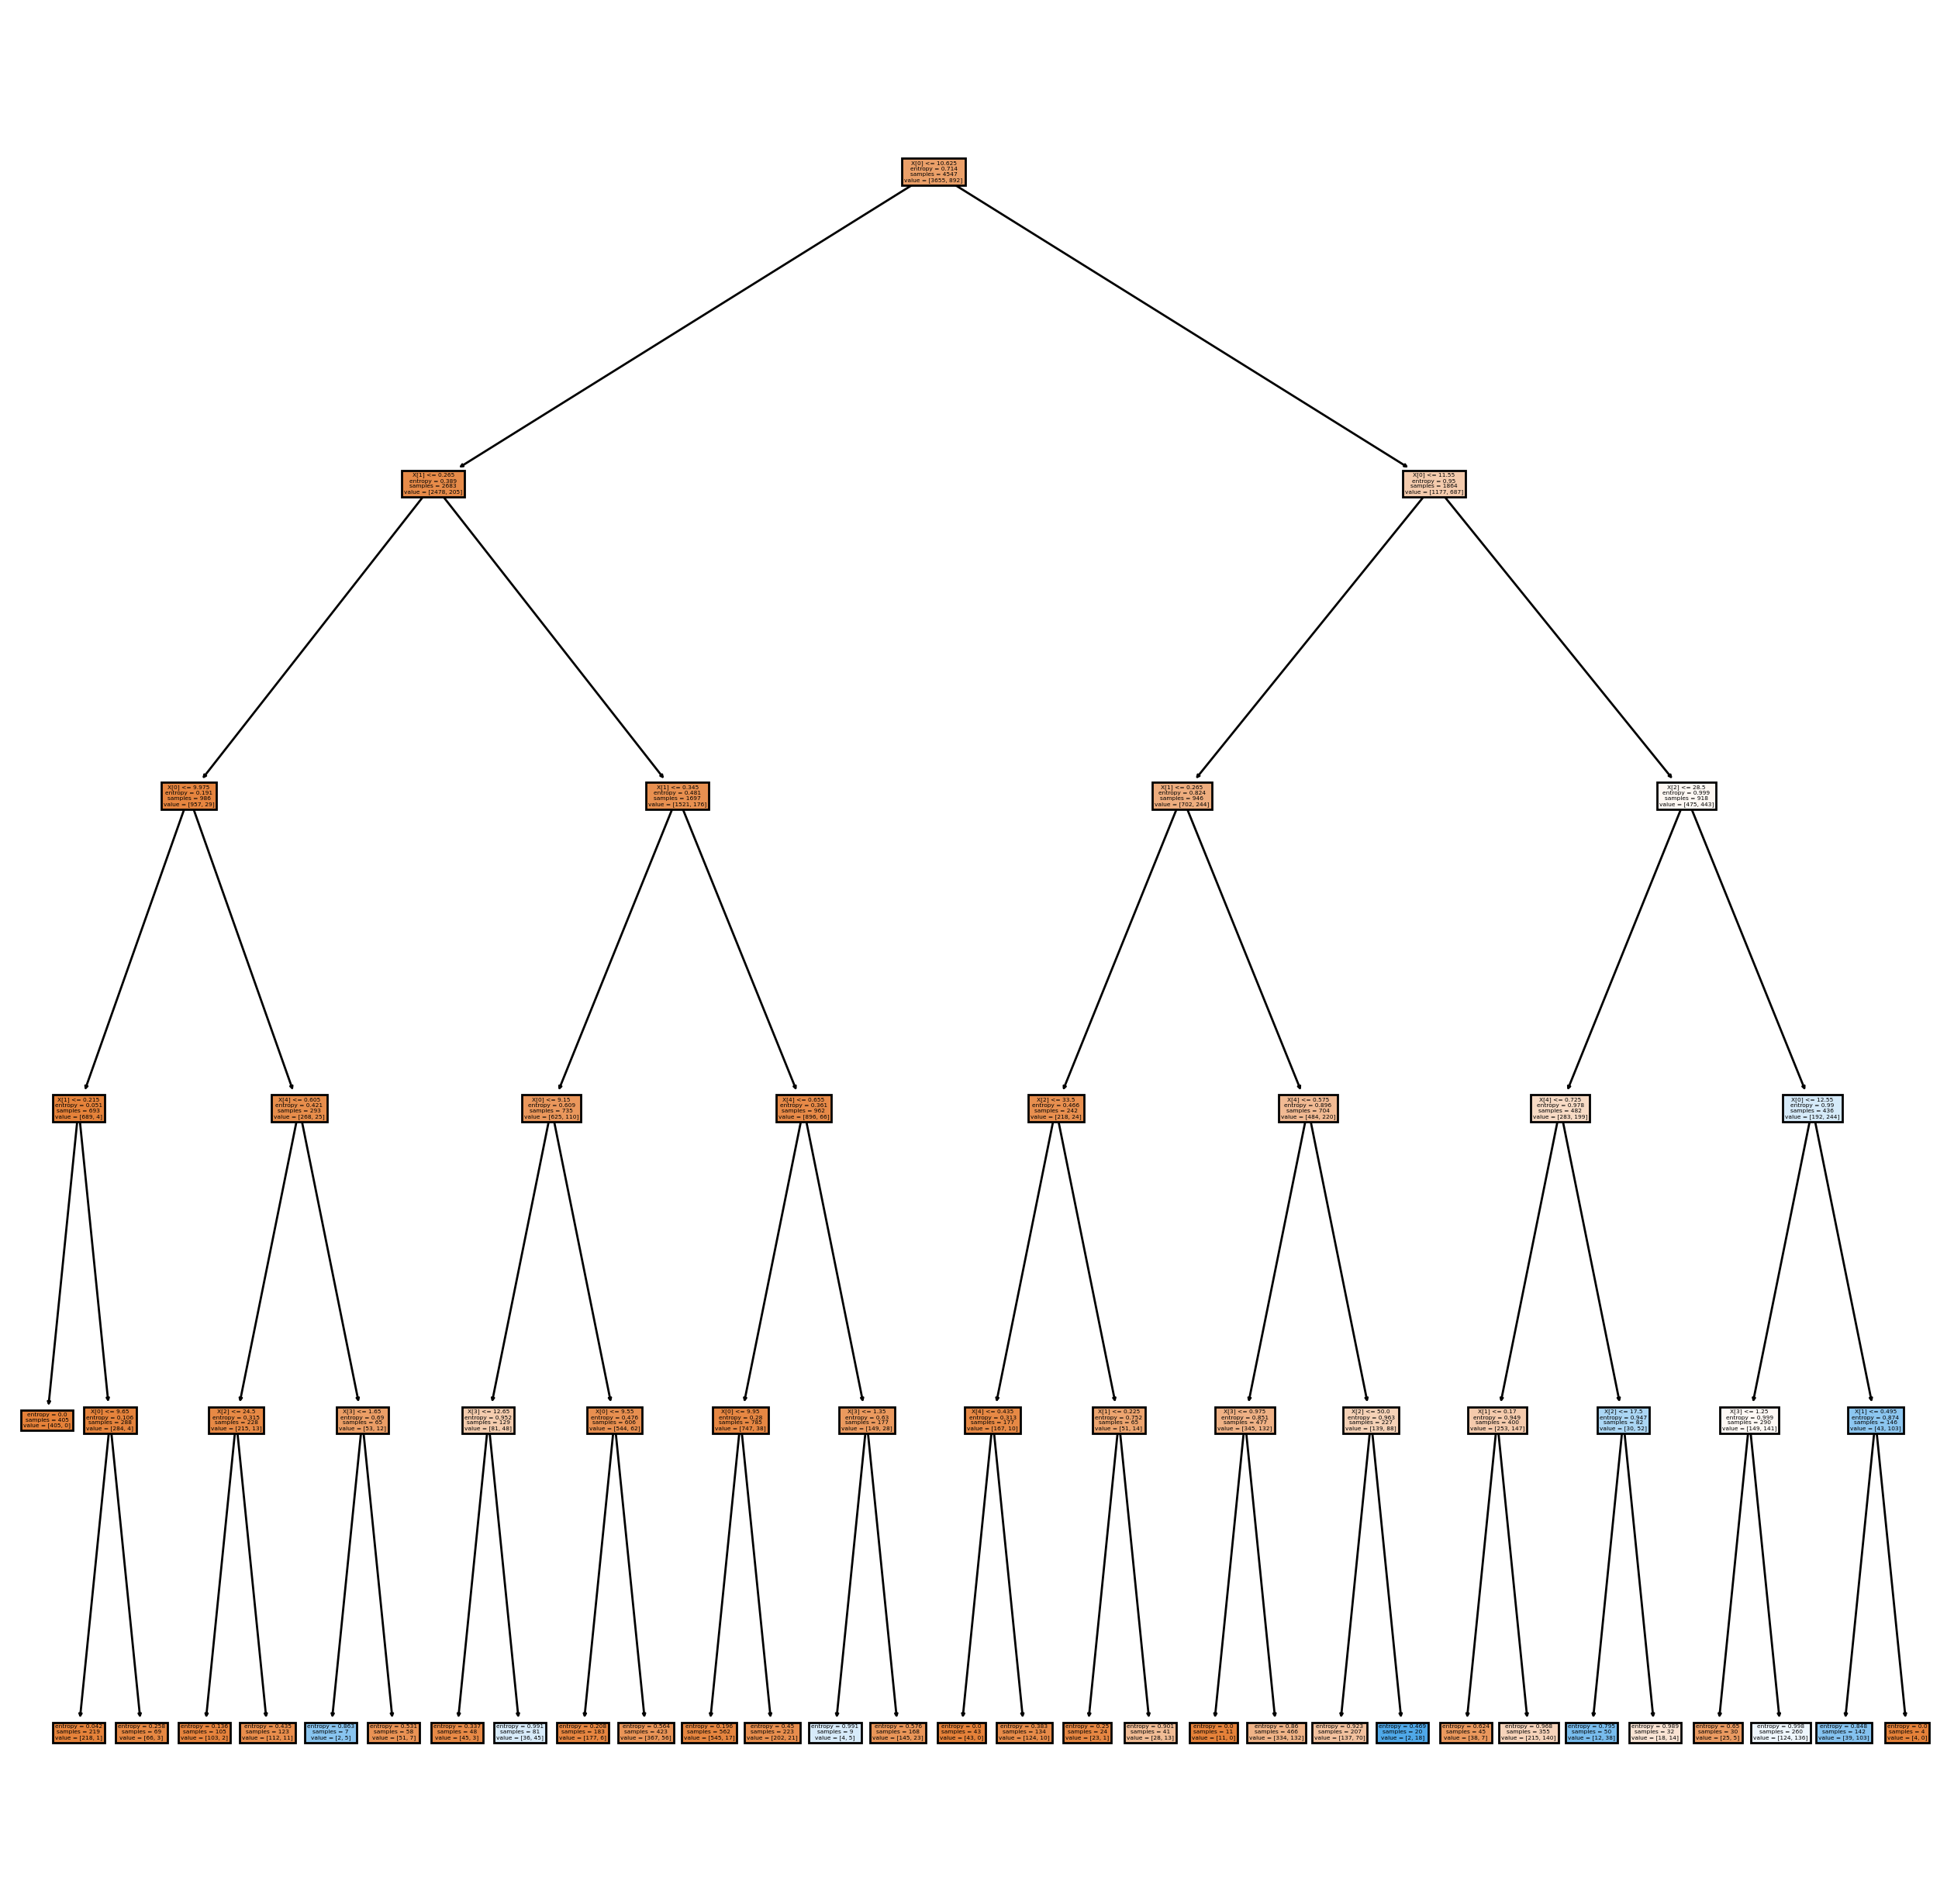 X[0] <= 10.625
entropy = 0.714
samples = 4547
value = [3655, 892]
X[1] <= 0.265
entropy = 0.389
samples = 2683
value = [2478, 205]
X[0] <= 11.55
entropy = 0.95
samples = 1864
value = [1177, 687]
X[0] <= 9.975
entropy = 0.191
samples = 986
value = [957, 29]
X[1] <= 0.345
entropy = 0.481
samples = 1697
value = [1521, 176]
X[1] <= 0.265
entropy = 0.824
samples = 946
value = [702, 244]
X[2] <= 28.5
entropy = 0.999
samples = 918
value = [475, 443]
X[1] <= 0.215
entropy = 0.051
samples = 693
value = [689, 4]
X[4] <= 0.605
entropy = 0.421
samples = 293
value = [268, 25]
X[0] <= 9.15
entropy = 0.609
samples = 735
value = [625, 110]
X[4] <= 0.655
entropy = 0.361
samples = 962
value = [896, 66]
X[2] <= 33.5
entropy = 0.466
samples = 242
value = [218, 24]
X[4] <= 0.575
entropy = 0.896
samples = 704
value = [484, 220]
X[4] <= 0.725
entropy = 0.978
samples = 482
value = [283, 199]
X[0] <= 12.55
entropy = 0.99
samples = 436
value = [192, 244]
entropy = 0.0
samples = 405
value = [405, 0]
X[0] <= 9.65
entropy = 0.106
samples = 288
value = [284, 4]
X[2] <= 24.5
entropy = 0.315
samples = 228
value = [215, 13]
X[3] <= 1.65
entropy = 0.69
samples = 65
value = [53, 12]
X[3] <= 12.65
entropy = 0.952
samples = 129
value = [81, 48]
X[0] <= 9.55
entropy = 0.476
samples = 606
value = [544, 62]
X[0] <= 9.95
entropy = 0.28
samples = 785
value = [747, 38]
X[3] <= 1.35
entropy = 0.63
samples = 177
value = [149, 28]
X[4] <= 0.435
entropy = 0.313
samples = 177
value = [167, 10]
X[1] <= 0.225
entropy = 0.752
samples = 65
value = [51, 14]
X[3] <= 0.975
entropy = 0.851
samples = 477
value = [345, 132]
X[2] <= 50.0
entropy = 0.963
samples = 227
value = [139, 88]
X[1] <= 0.17
entropy = 0.949
samples = 400
value = [253, 147]
X[2] <= 17.5
entropy = 0.947
samples = 82
value = [30, 52]
X[3] <= 1.25
entropy = 0.999
samples = 290
value = [149, 141]
X[1] <= 0.495
entropy = 0.874
samples = 146
value = [43, 103]
entropy = 0.042
samples = 219
value = [218, 1]
entropy = 0.258
samples = 69
value = [66, 3]
entropy = 0.136
samples = 105
value = [103, 2]
entropy = 0.435
samples = 123
value = [112, 11]
entropy = 0.863
samples = 7
value = [2, 5]
entropy = 0.531
samples = 58
value = [51, 7]
entropy = 0.337
samples = 48
value = [45, 3]
entropy = 0.991
samples = 81
value = [36, 45]
entropy = 0.208
samples = 183
value = [177, 6]
entropy = 0.564
samples = 423
value = [367, 56]
entropy = 0.196
samples = 562
value = [545, 17]
entropy = 0.45
samples = 223
value = [202, 21]
entropy = 0.991
samples = 9
value = [4, 5]
entropy = 0.576
samples = 168
value = [145, 23]
entropy = 0.0
samples = 43
value = [43, 0]
entropy = 0.383
samples = 134
value = [124, 10]
entropy = 0.25
samples = 24
value = [23, 1]
entropy = 0.901
samples = 41
value = [28, 13]
entropy = 0.0
samples = 11
value = [11, 0]
entropy = 0.86
samples = 466
value = [334, 132]
entropy = 0.923
samples = 207
value = [137, 70]
entropy = 0.469
samples = 20
value = [2, 18]
entropy = 0.624
samples = 45
value = [38, 7]
entropy = 0.968
samples = 355
value = [215, 140]
entropy = 0.795
samples = 50
value = [12, 38]
entropy = 0.989
samples = 32
value = [18, 14]
entropy = 0.65
samples = 30
value = [25, 5]
entropy = 0.998
samples = 260
value = [124, 136]
entropy = 0.848
samples = 142
value = [39, 103]
entropy = 0.0
samples = 4
value = [4, 0]